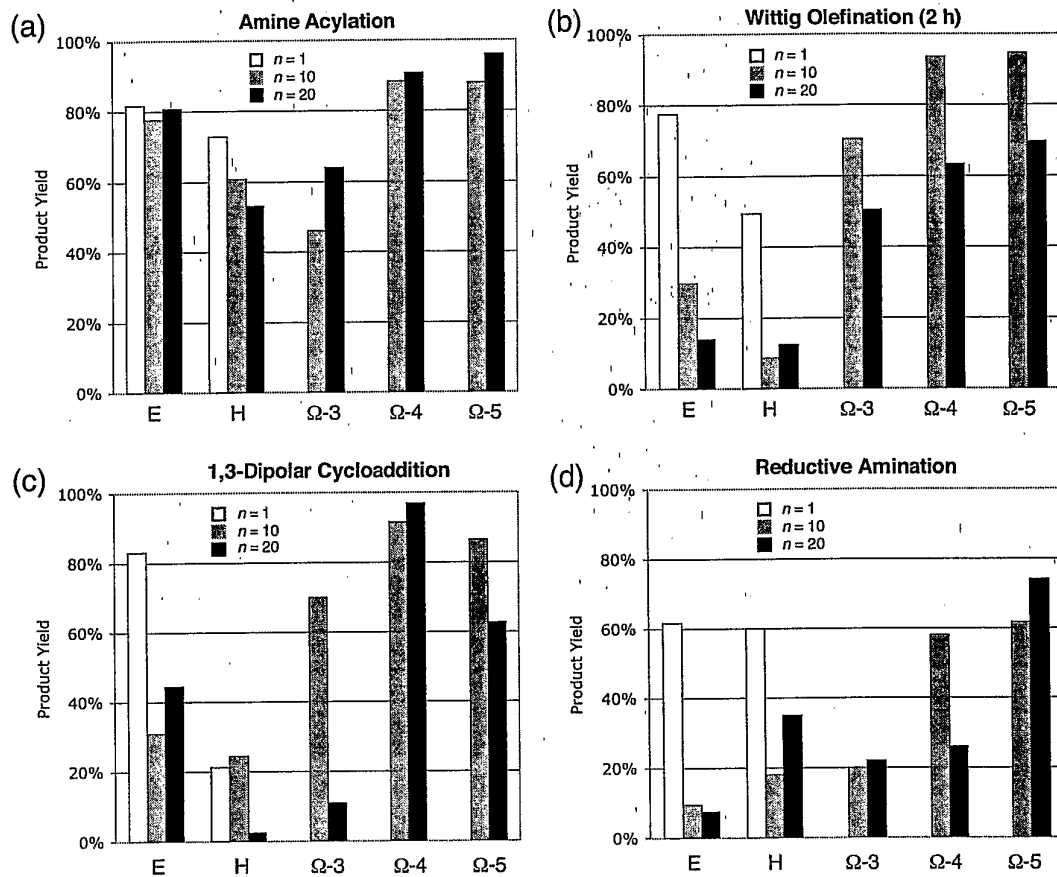 (a)
Amine Acylation
100%
80%
60%
40%
20%
0%
Product Yield
n = 1
n = 10
n = 20
E H Ω-3 Ω-4 Ω-5
(b)
Wittig Olefination (2 h)
100%
80%
60%
40%
20%
0%
Product Yield
n = 1
n = 10
n = 20
E H Ω-3 Ω-4 Ω-5
(c)
1,3-Dipolar Cycloaddition
100%
80%
60%
40%
20%
0%
Product Yield
n = 1
n = 10
n = 20
E H Ω-3 Ω-4 Ω-5
(d)
Reductive Amination
100%
80%
60%
40%
20%
0%
Product Yield
n = 1
n = 10
n = 20
E H Ω-3 Ω-4 Ω-5